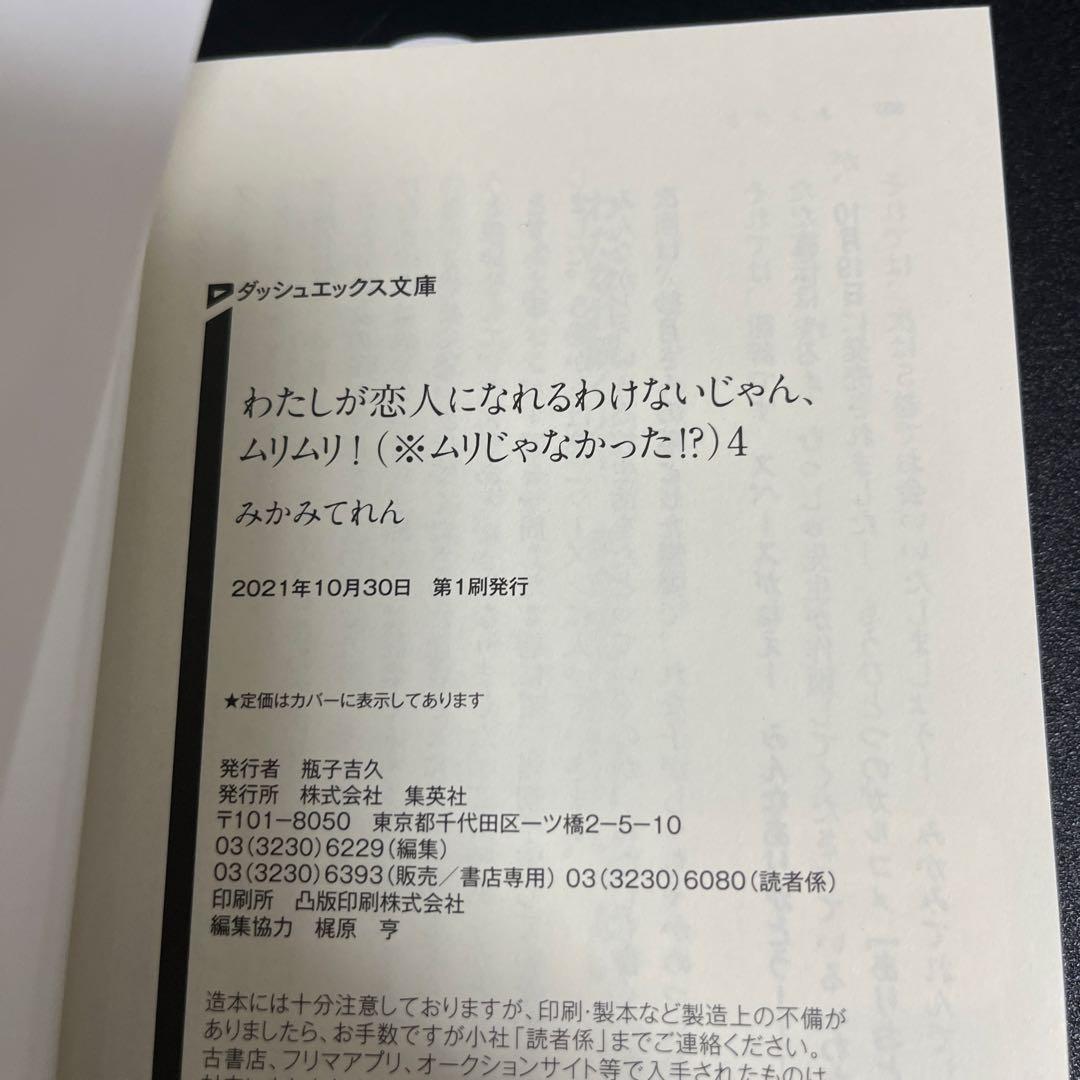 ダッシュエックス文庫
わたしが恋人になれるわけないじゃん、
ムリムリ!(※ムリじゃなかった!?)4
みかみてれん
2021年10月30日 第1刷発行
★定価はカバーに表示してあります
発行者 瓶子吉久
発行所 株式会社 集英社
〒101−8050 東京都千代田区一ツ橋2−5−10
03(3230)6229(編集)
03(3230)6393(販売/書店専用) 03(3230)6080(読者係)
印刷所 凸版印刷株式会社
編集協力 梶原 亨
造本には十分注意しておりますが、印刷・製本など製造上の不備が
ありましたら、お手数ですが小社「読者係」までご連絡ください。
古書店、フリマアプリ、オークションサイト等で入手されたものは